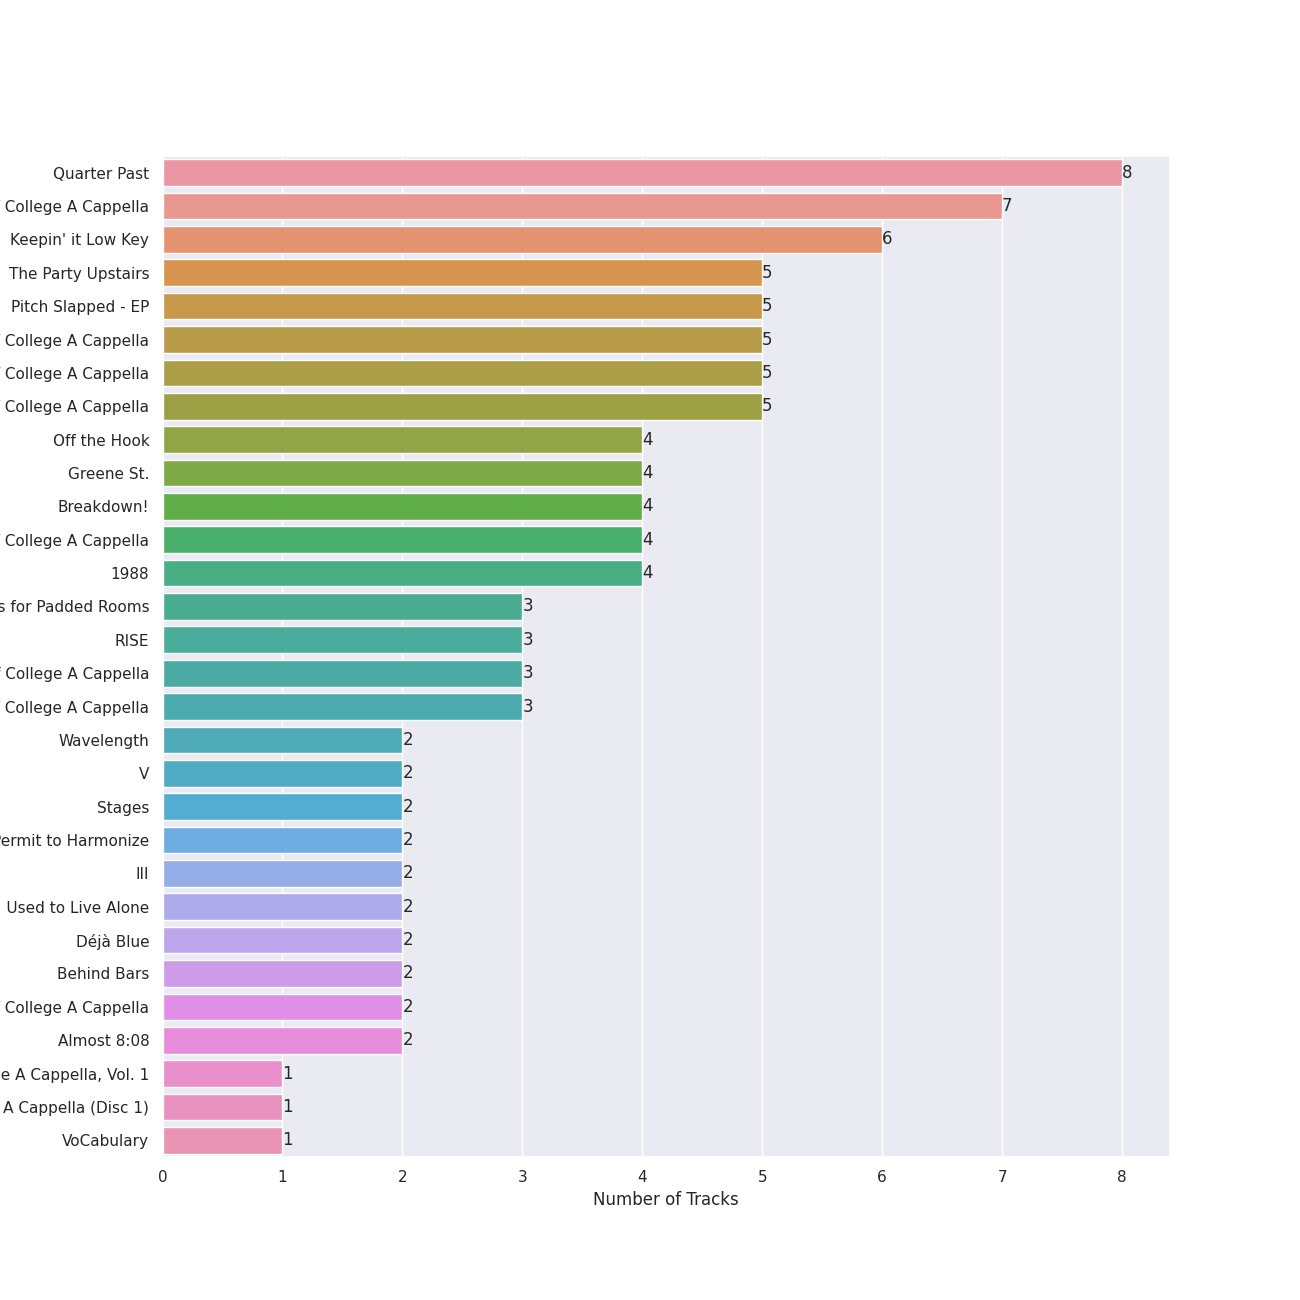 Quarter Past 8
College A Cappella 7
Keepin' it Low Key 6
The Party Upstairs 5
Pitch Slapped - EP 5
College A Cappella 5
College A Cappella 5
College A Cappella 5
Off the Hook 4
Greene St. 4
Breakdown! 4
College A Cappella 4
1988 4
for Padded Rooms 3
RISE 3
College A Cappella 3
College A Cappella 3
Wavelength 2
V 2
Stages 2
Permit to Harmonize 2
III 2
Used to Live Alone 2
Déjà Blue 2
Behind Bars 2
College A Cappella 2
Almost 8:08 2
A Cappella, Vol. 1 1
A Cappella (Disc 1) 1
VoCabulary 1
0 1 2 3 4 5 6 7 8
Number of Tracks